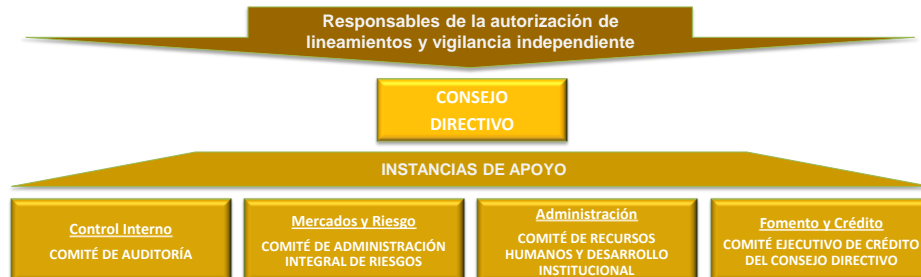 Responsables de la autorización de
lineamientos y vigilancia independiente
CONSEJO
DIRECTIVO
INSTANCIAS DE APOYO
Control Interno
COMITÉ DE AUDITORÍA
Mercados y Riesgo
COMITÉ DE ADMINISTRACIÓN
INTEGRAL DE RIESGOS
Administración
COMITÉ DE RECURSOS
HUMANOS Y DESARROLLO
INSTITUCIONAL
Fomento y Crédito
COMITÉ EJECUTIVO DE CRÉDITO
DEL CONSEJO DIRECTIVO